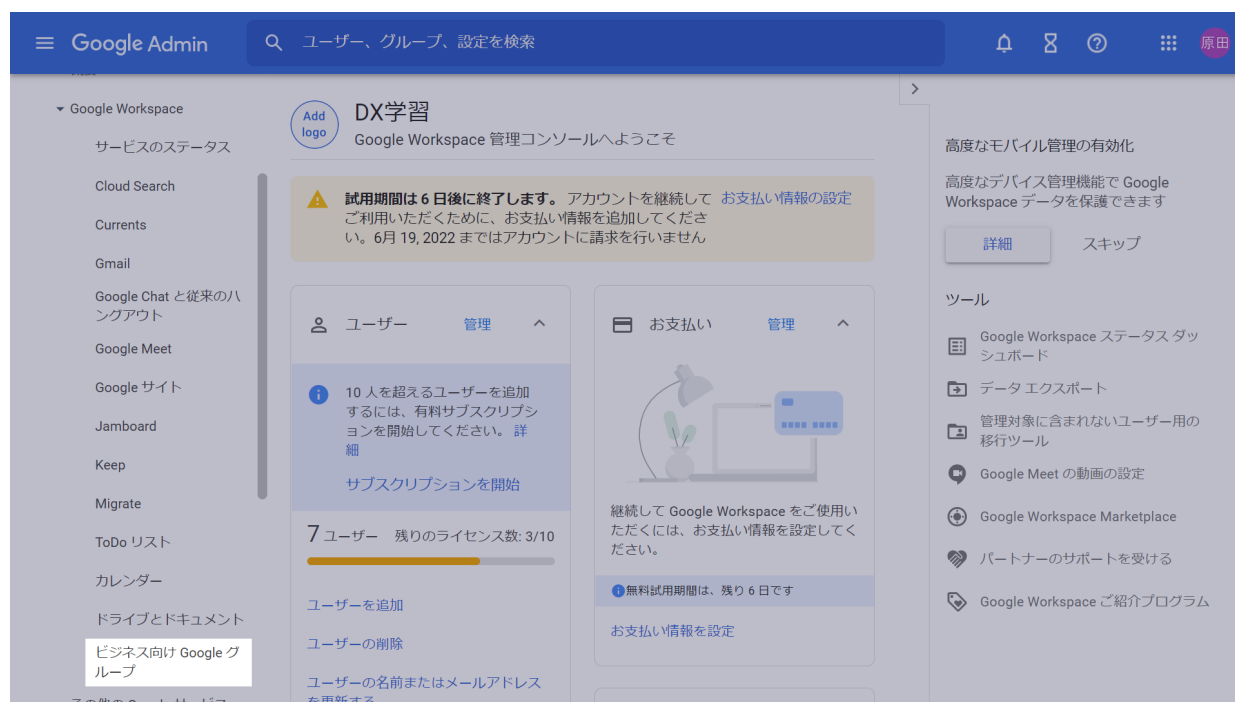 Google Admin
ユーザー、グループ、設定を検索
原田
Google Workspace
サービスのステータス
Cloud Search
Currents
Gmail
Google Chat と従来のハ
ングアウト
Google Meet
Google サイト
Jamboard
Keep
Migrate
ToDo リスト
カレンダー
ドライブとドキュメント
ビジネス向け Google グ
ループ
Add
logo
DX学習
Google Workspace 管理コンソールへようこそ
試用期間は 6 日後に終了します。 アカウントを継続して
ご利用いただくために、お支払い情報を追加してくださ
い。6月 19, 2022 まではアカウントに請求を行いません
お支払い情報の設定
ユーザー 管理
10 人を超えるユーザーを追加
するには、有料サブスクリプシ
ョンを開始してください。 詳
細
サブスクリプションを開始
7 ユーザー 残りのライセンス数: 3/10
ユーザーを追加
ユーザーの削除
ユーザーの名前またはメールアドレス
を更新する
お支払い 管理
継続して Google Workspace をご使用い
ただくには、お支払い情報を設定してく
ださい。
無料試用期間は、残り 6 日です
お支払い情報を設定
高度なモバイル管理の有効化
高度なデバイス管理機能で Google
Workspace データを保護できます
詳細 スキップ
ツール
Google Workspace ステータス ダッ
シュボード
データ エクスポート
管理対象に含まれないユーザー用の
移行ツール
Google Meet の動画の設定
Google Workspace Marketplace
パートナーのサポートを受ける
Google Workspace ご紹介プログラム